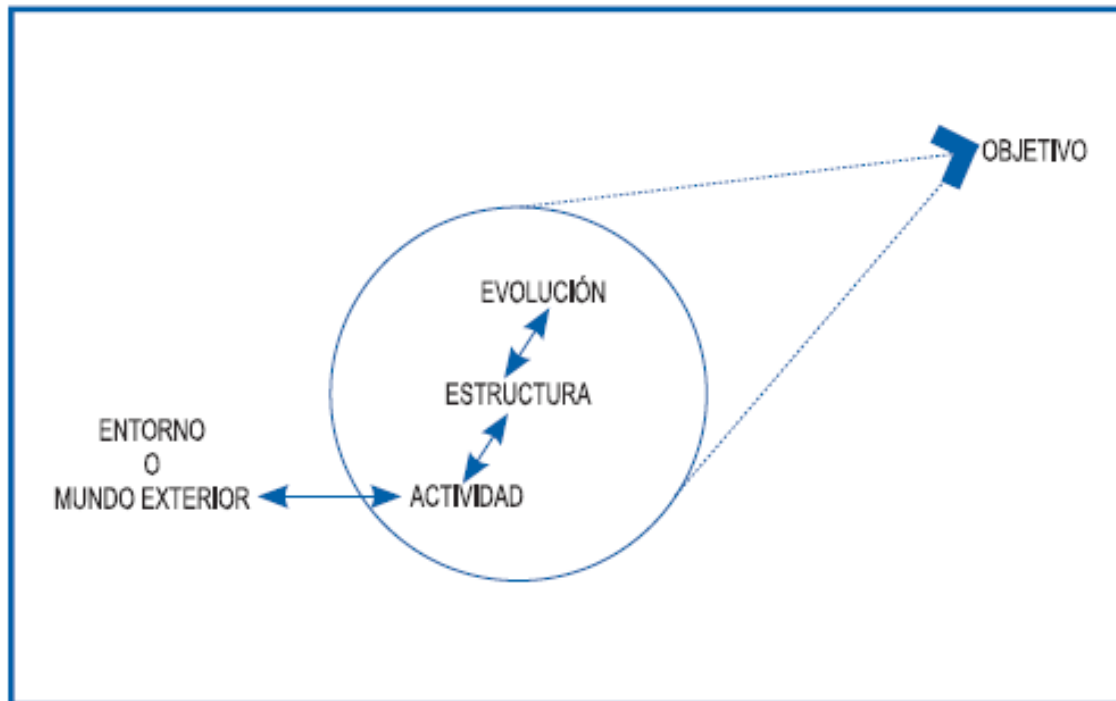 OBJETIVO
EVOLUCIÓN
ESTRUCTURA
ENTORNO
O
MUNDO EXTERIOR
ACTIVIDAD